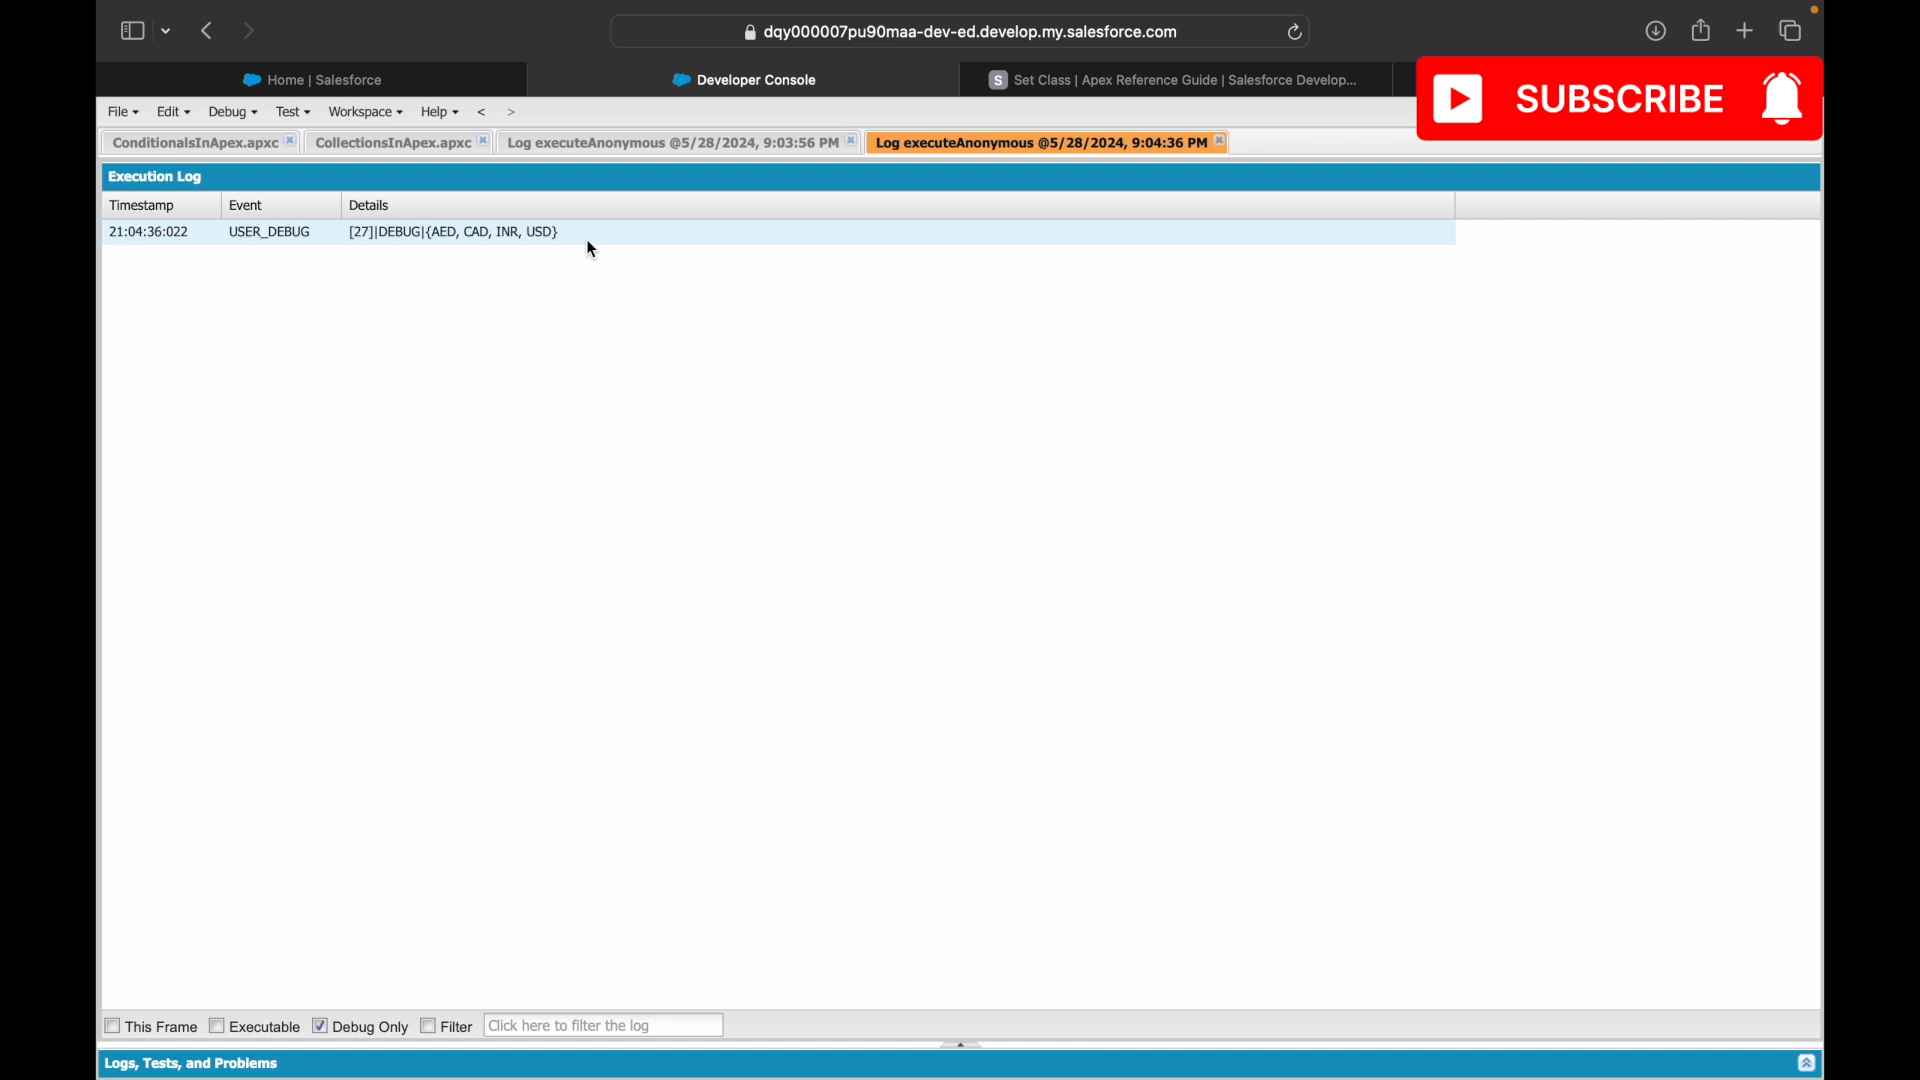 dqy000007pu90maa-dev-ed.develop.my.salesforce.com
Home | Salesforce
Developer Console
S Set Class | Apex Reference Guide | Salesforce Develop...
SUBSCRIBE
File Edit Debug Test Workspace Help < >
ConditionalsInApex.apxc
CollectionsInApex.apxc
Log executeAnonymous @5/28/2024, 9:03:56 PM
Log executeAnonymous @5/28/2024, 9:04:36 PM
Execution Log
Timestamp Event Details
21:04:36:022 USER_DEBUG [27]|DEBUG|{AED, CAD, INR, USD}
This Frame Executable Debug Only Filter Click here to filter the log
Logs, Tests, and Problems